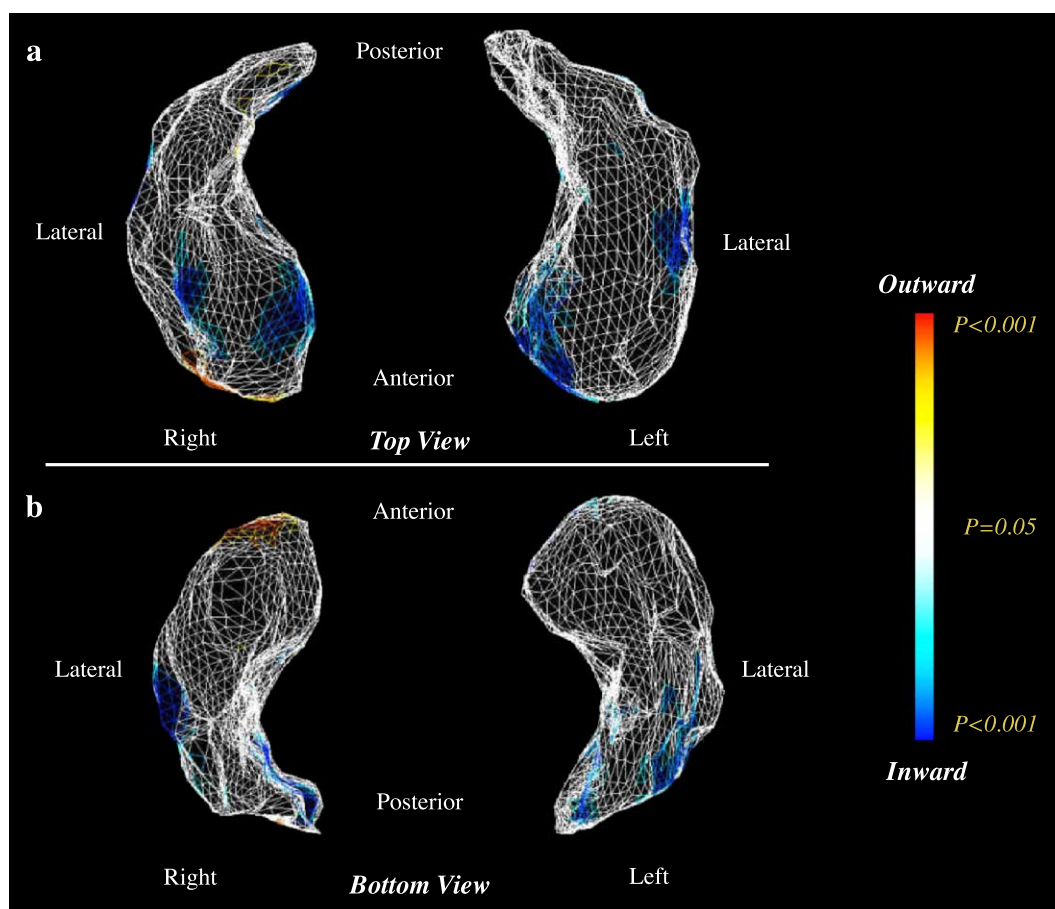 a
Posterior
Lateral
Lateral
Anterior
Right
Top View
Left
b
Anterior
Lateral
Lateral
Posterior
Right
Bottom View
Left
Outward
P<0.001
P=0.05
P<0.001
Inward